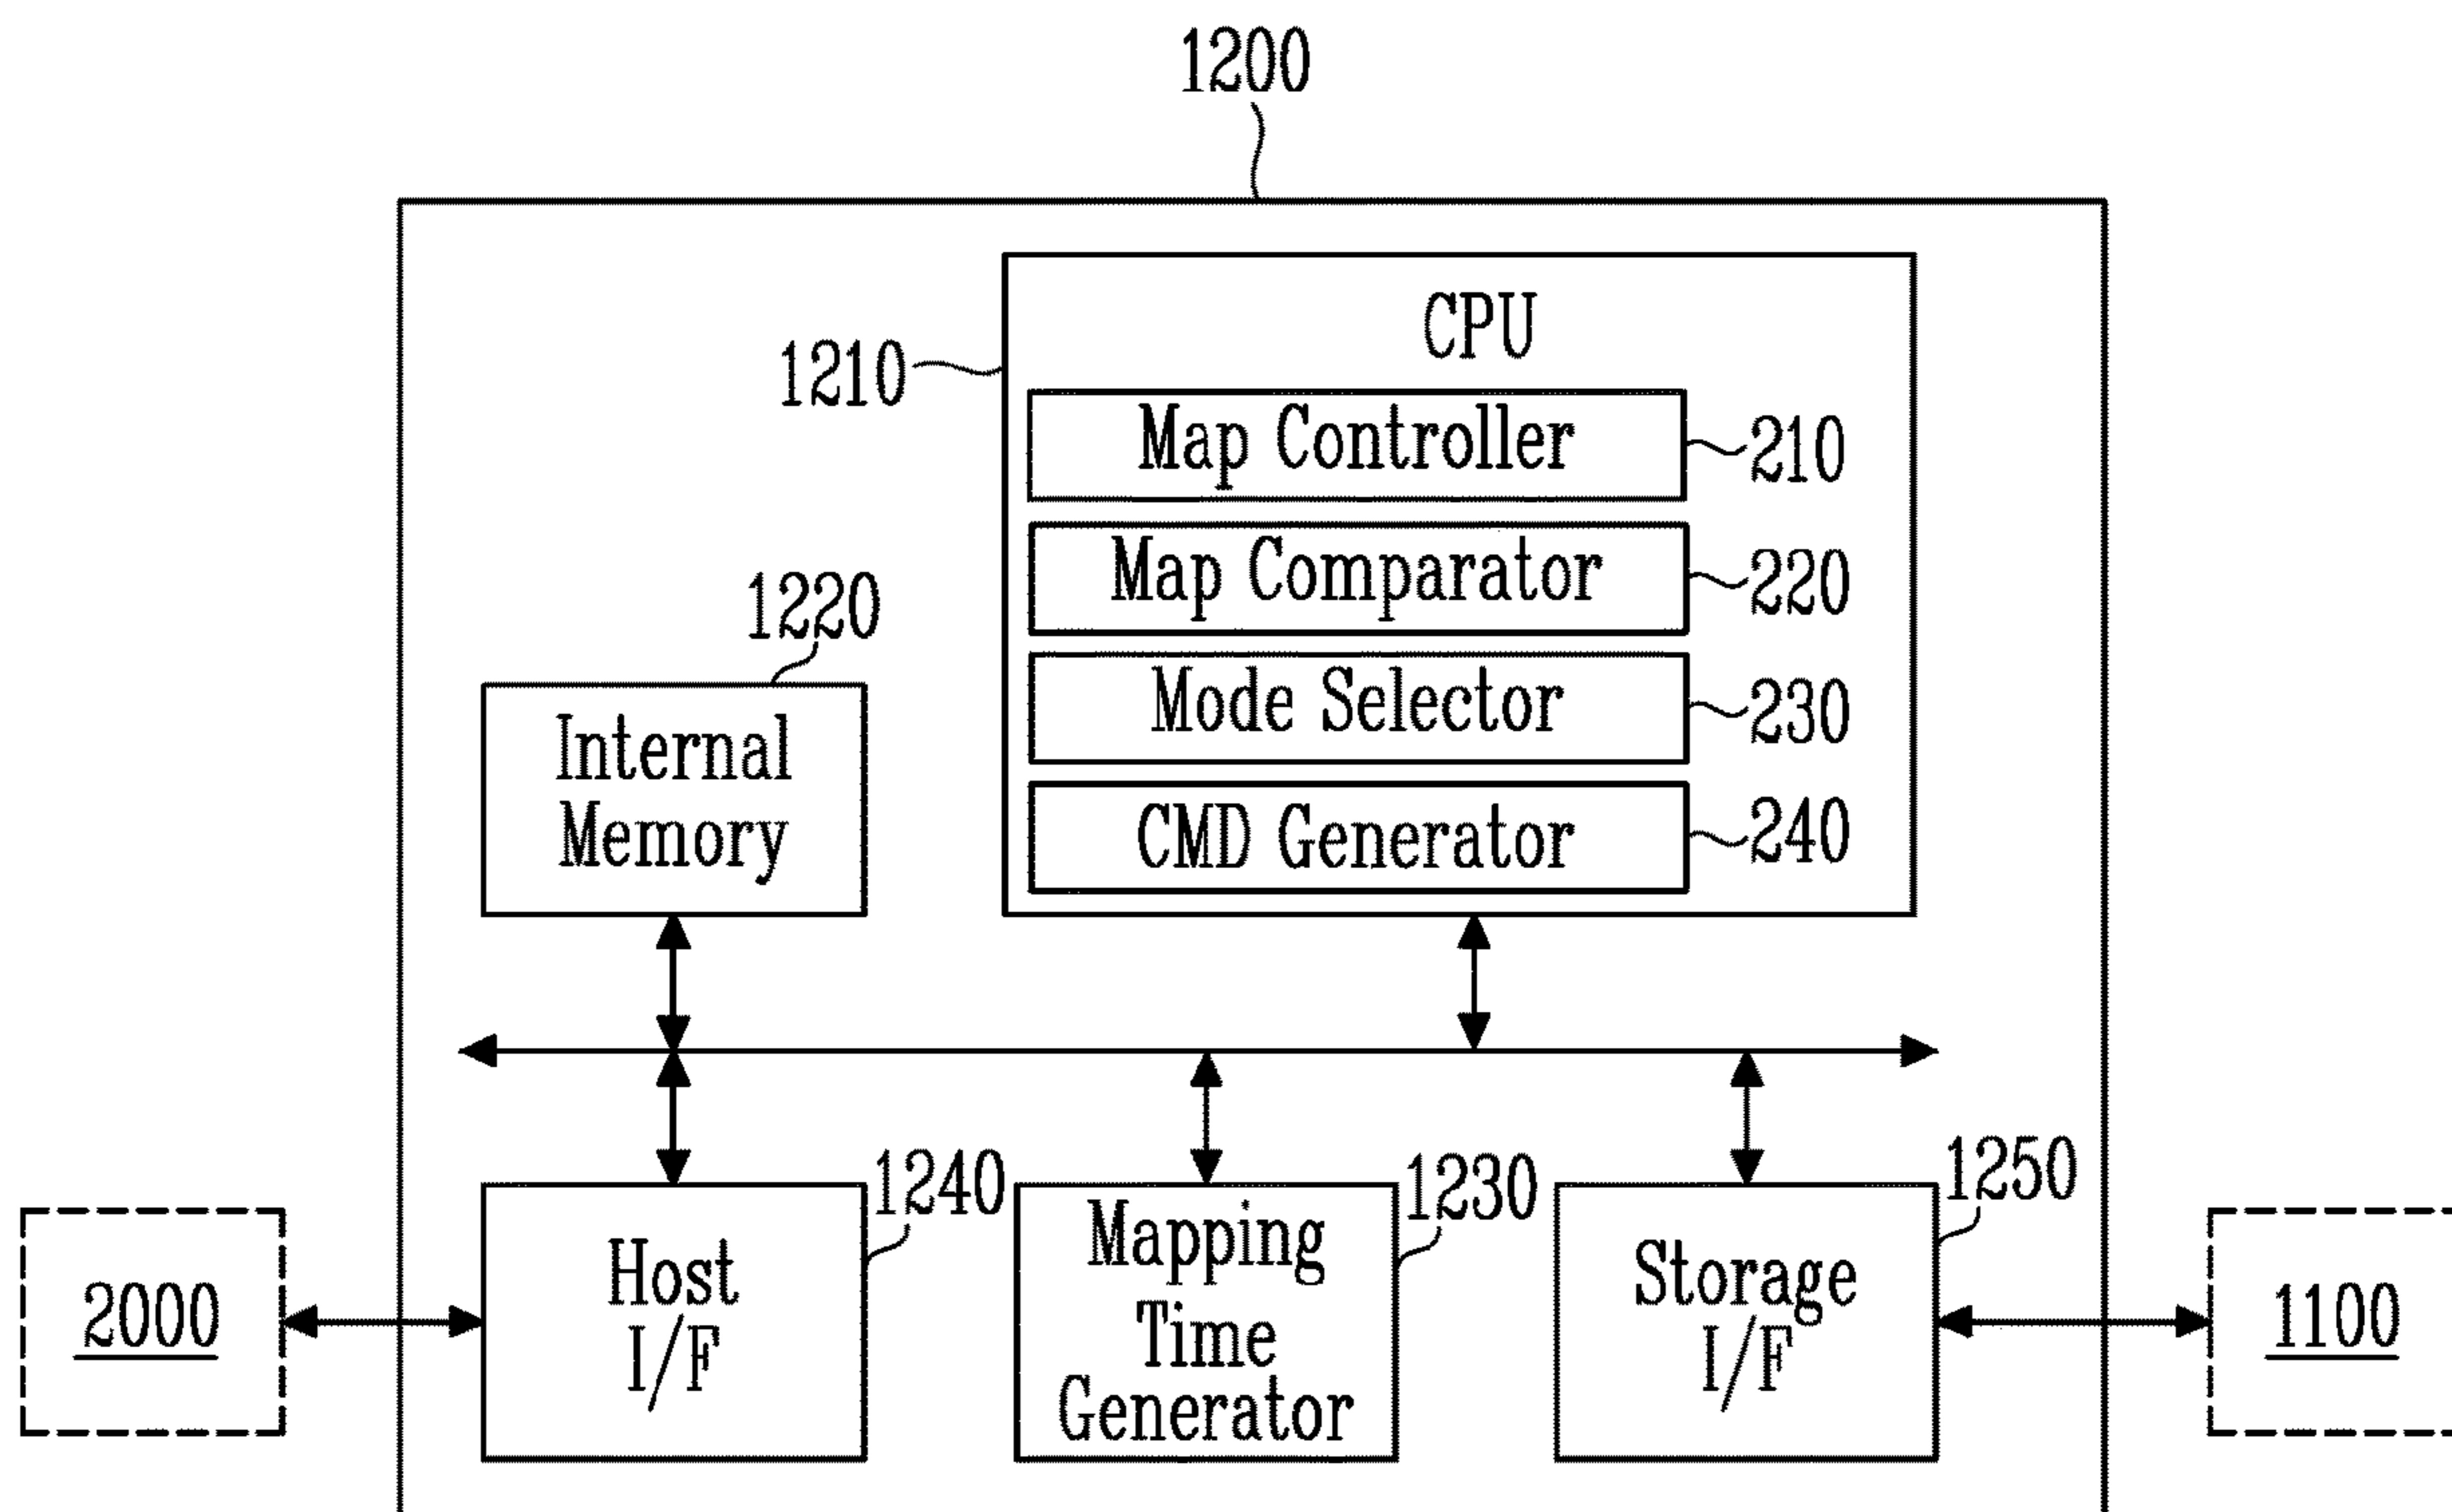 1200
CPU
1210
Map Controller
210
Map Comparator
220
1220
Mode Selector
230
Internal
Memory
CMD Generator
240
1240
1230
1250
2000
Host
I/F
Mapping
Time
Generator
Storage
I/F
1100